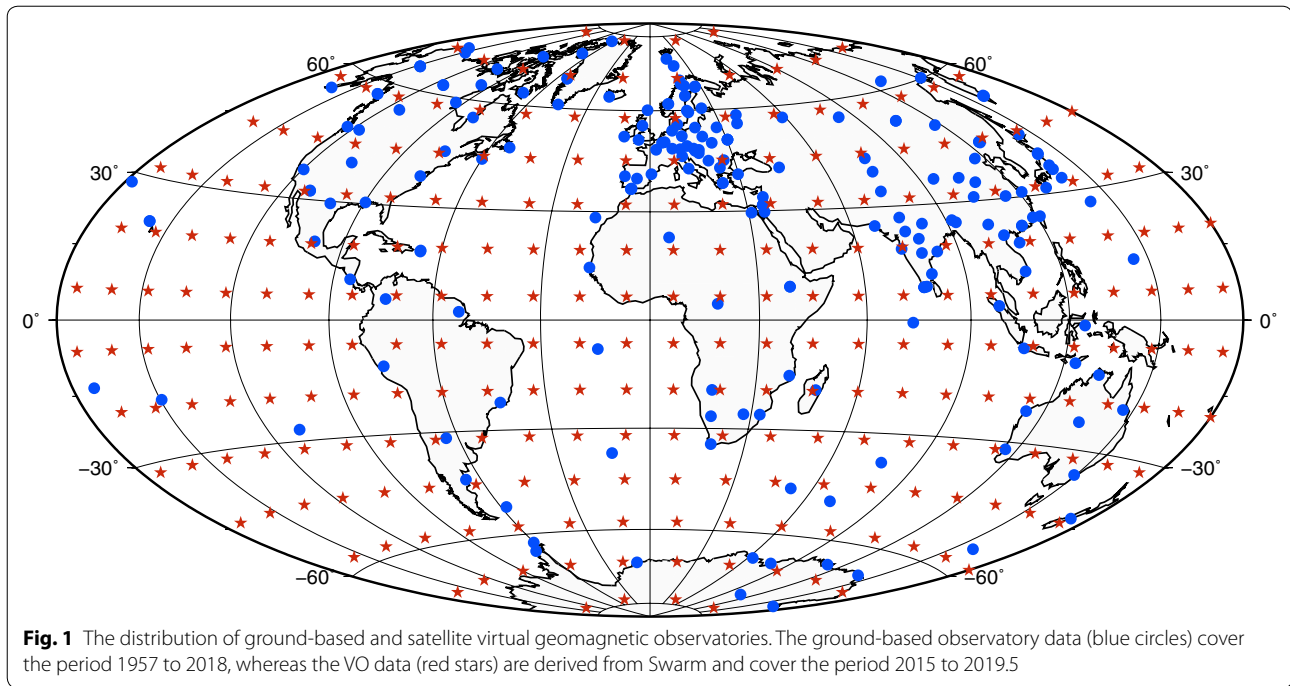 60˚ 60˚
30˚ 30˚
0˚ 0˚
−30˚ −30˚
−60˚ −60˚
Fig. 1 The distribution of ground-based and satellite virtual geomagnetic observatories. The ground-based observatory data (blue circles) cover
the period 1957 to 2018, whereas the VO data (red stars) are derived from Swarm and cover the period 2015 to 2019.5